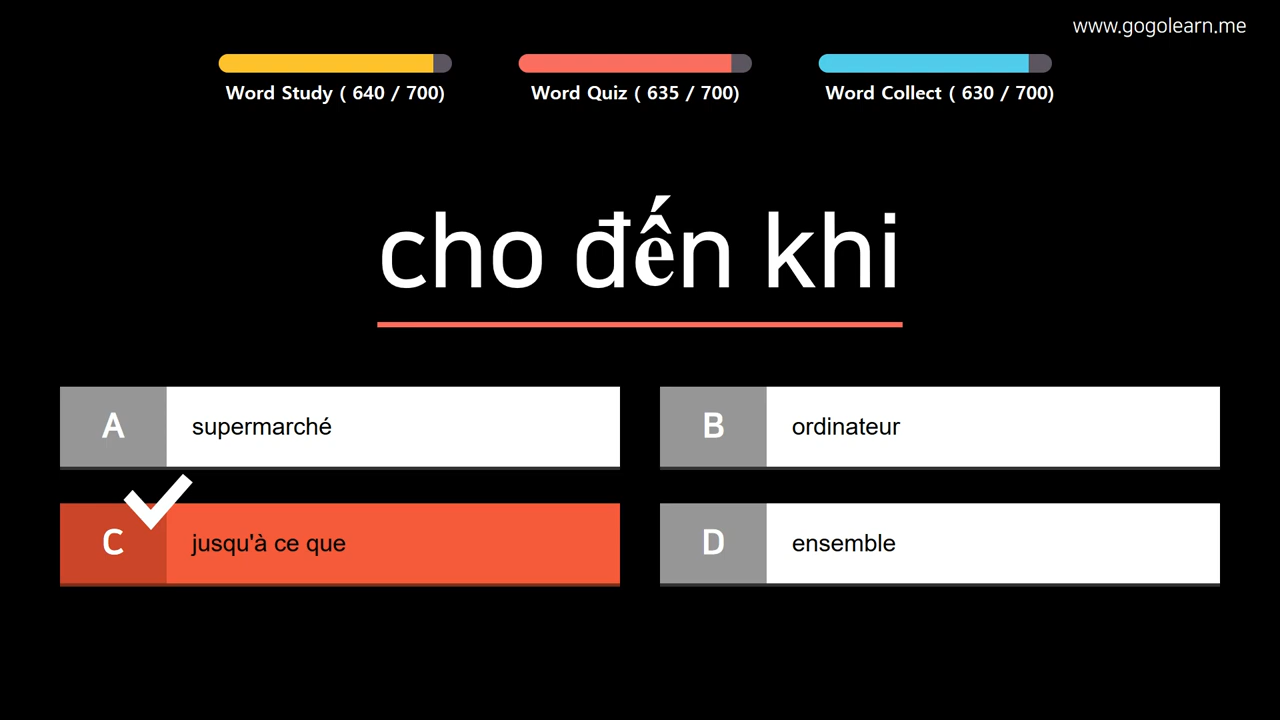 www.gogolearn.me
Word Study ( 640 / 700)
Word Quiz ( 635 / 700)
Word Collect ( 630 / 700)
cho đến khi
A supermarché
B ordinateur
C jusqu'à ce que
D ensemble